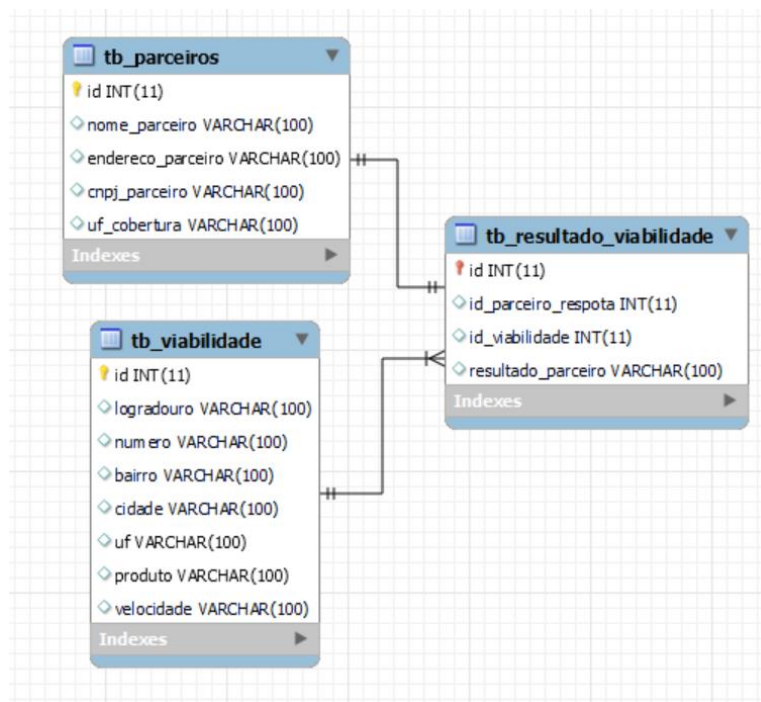 tb_parceiros
id INT(11)
nome_parceiro VARCHAR(100)
endereco_parceiro VARCHAR(100)
cnpj_parceiro VARCHAR(100)
uf_cobertura VARCHAR(100)
Indexes
tb_viabilidade
id INT(11)
logradouro VARCHAR(100)
numero VARCHAR(100)
bairro VARCHAR(100)
cidade VARCHAR(100)
uf VARCHAR(100)
produto VARCHAR(100)
velocidade VARCHAR(100)
Indexes
tb_resultado_viabilidade
id INT(11)
id_parceiro_respota INT(11)
id_viabilidade INT(11)
resultado_parceiro VARCHAR(100)
Indexes